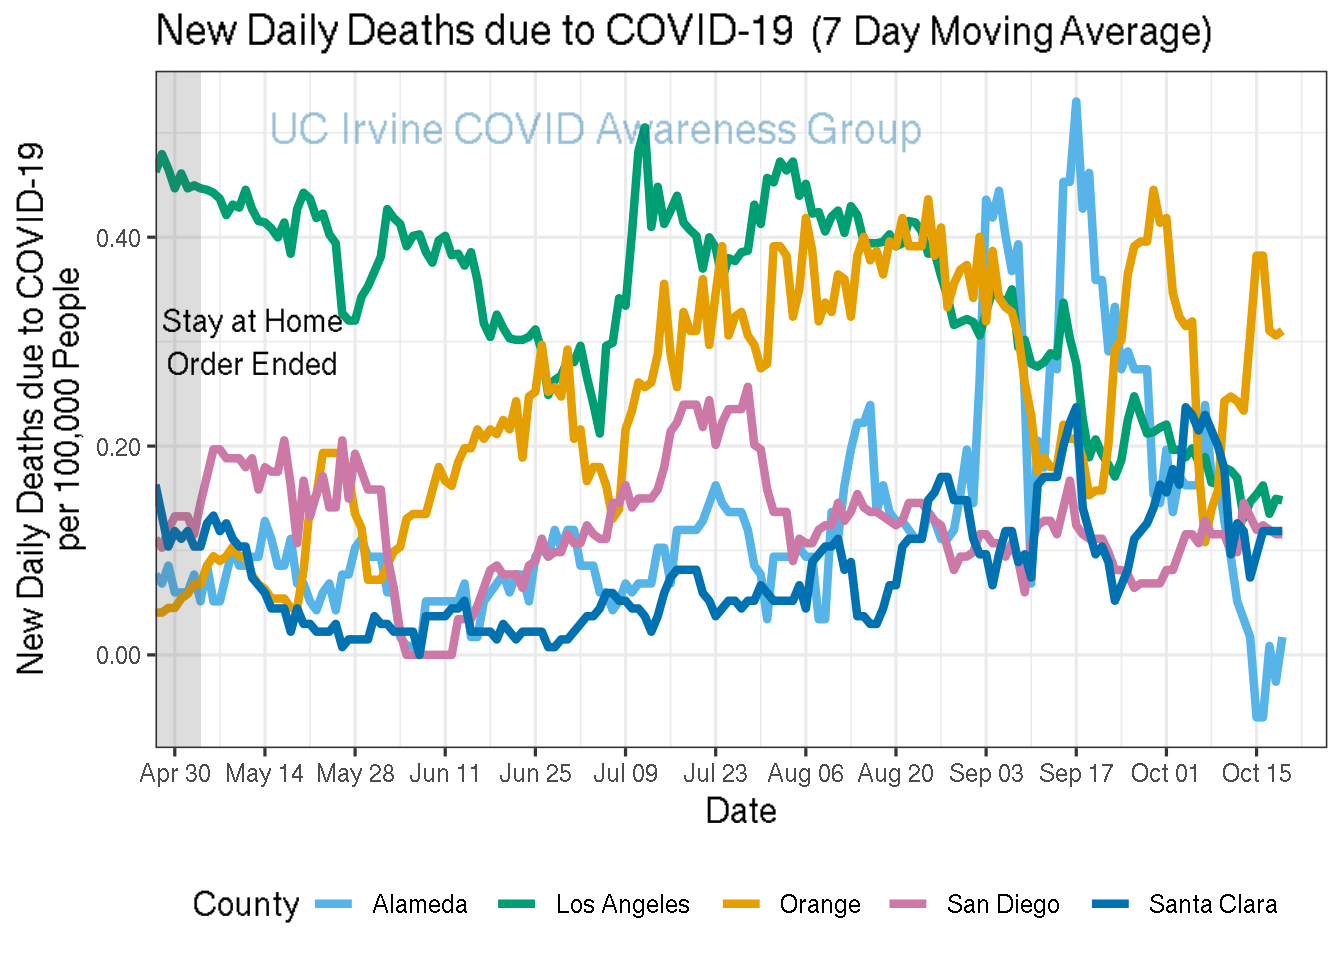 New Daily Deaths due to COVID-19 (7 Day Moving Average)
UC Irvine COVID Awareness Group
New Daily Deaths due to COVID-19
per 100,000 People
0.40
0.20
0.00
Stay at Home
Order Ended
Apr 30 May 14 May 28 Jun 11 Jun 25 Jul 09 Jul 23 Aug 06 Aug 20 Sep 03 Sep 17 Oct 01 Oct 15
Date
County Alameda Los Angeles Orange San Diego Santa Clara